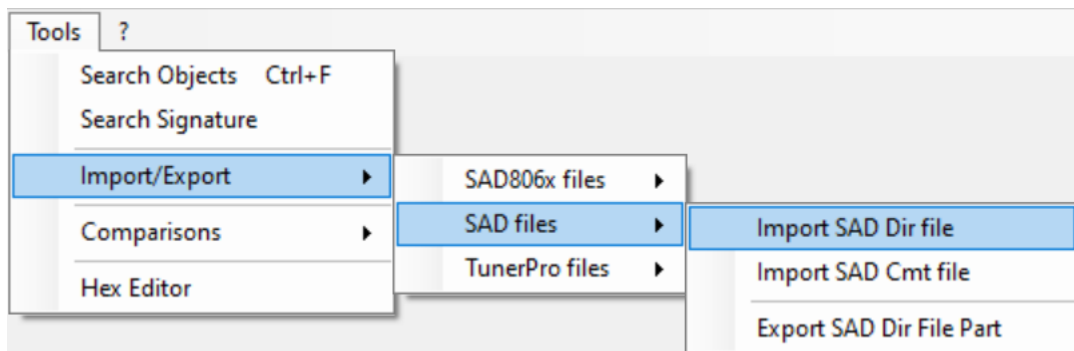 Tools ?
Search Objects Ctrl+F
Search Signature
Import/Export
Comparisons
Hex Editor
SAD806x files
SAD files
TunerPro files
Import SAD Dir file
Import SAD Cmt file
Export SAD Dir File Part